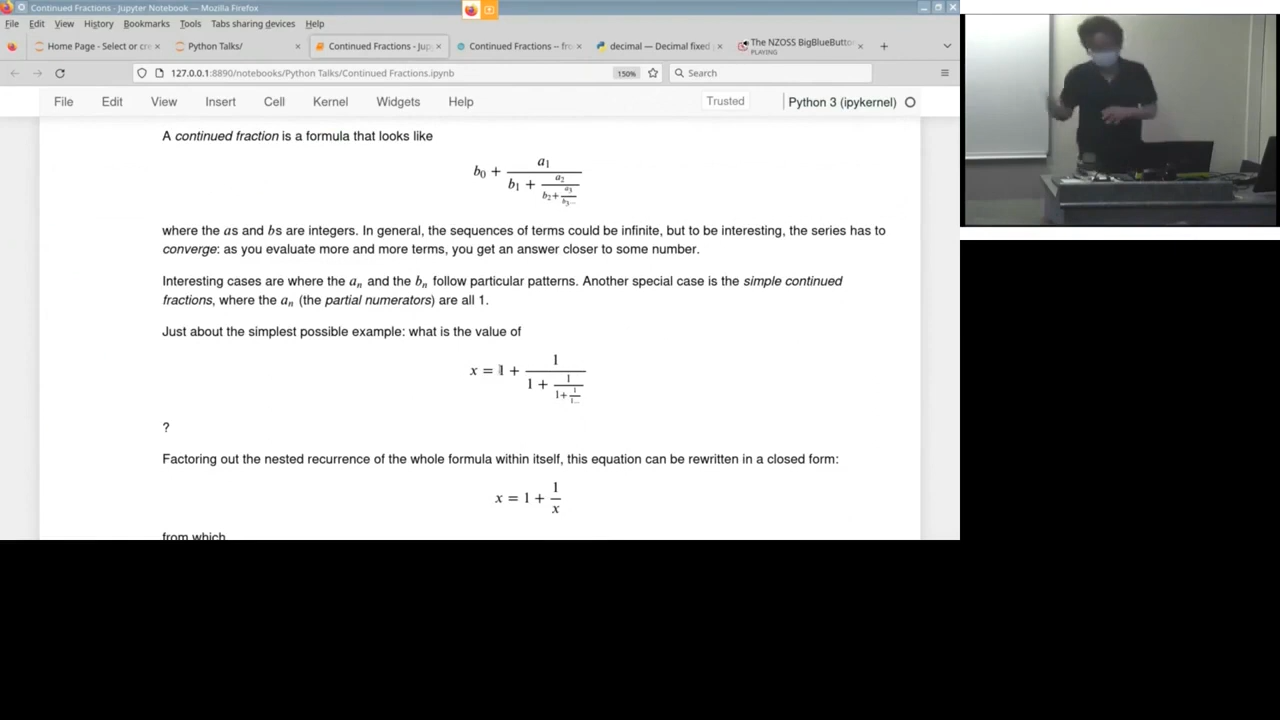 Continued Fractions - Jupyter Notebook — Mozilla Firefox
File Edit View History Bookmarks Tools Tabs sharing devices Help
Home Page - Select or cre
Python Talks/
Continued Fractions - Jup
Continued Fractions -- fro
decimal — Decimal fixed
The NZOSS BigBlueButto
PLAYING
127.0.0.1:8890/notebooks/Python Talks/Continued Fractions.ipynb
150%
Search
File Edit View Insert Cell Kernel Widgets Help
Trusted
Python 3 (ipykernel)
A continued fraction is a formula that looks like
b₀ + a₁
b₁ + a₂
b₂+ a₃
b₃...
where the as and bs are integers. In general, the sequences of terms could be infinite, but to be interesting, the series has to
converge: as you evaluate more and more terms, you get an answer closer to some number.
Interesting cases are where the aₙ and the bₙ follow particular patterns. Another special case is the simple continued
fractions, where the aₙ (the partial numerators) are all 1.
Just about the simplest possible example: what is the value of
x = 1 + 1
1 + 1
1+ 1
1...
?
Factoring out the nested recurrence of the whole formula within itself, this equation can be rewritten in a closed form:
x = 1 + 1
x
from which